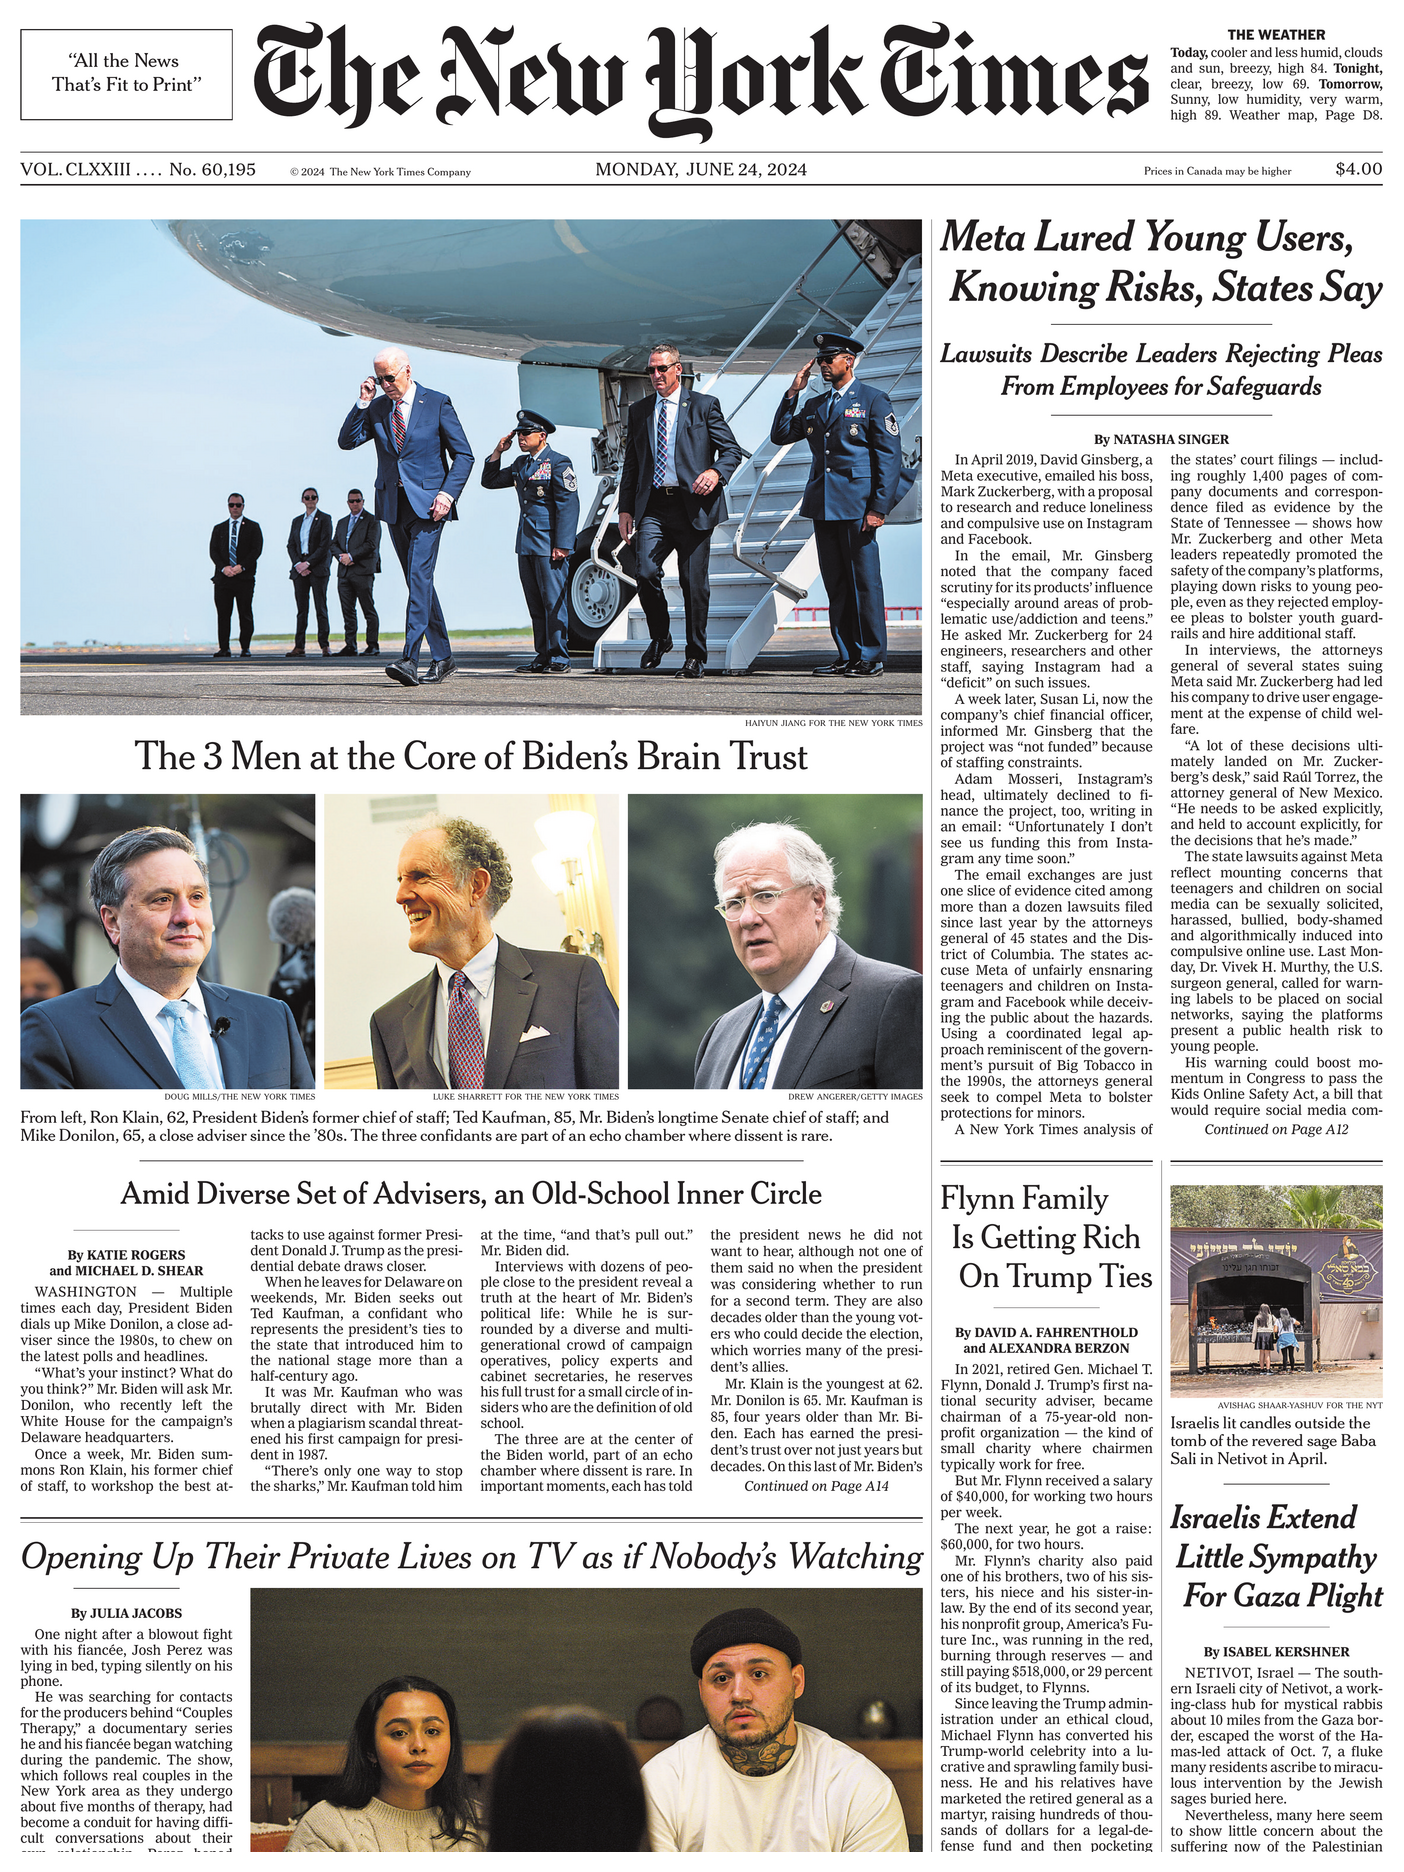 “All the News
That’s Fit to Print”
The New York Times
THE WEATHER
Today, cooler and less humid, clouds
and sun, breezy, high 84. Tonight,
clear, breezy, low 69. Tomorrow,
Sunny, low humidity, very warm,
high 89. Weather map, Page D8.
VOL. CLXXIII .... No. 60,195
© 2024 The New York Times Company
MONDAY, JUNE 24, 2024
Prices in Canada may be higher
$4.00
HAIYUN JIANG FOR THE NEW YORK TIMES
The 3 Men at the Core of Biden’s Brain Trust
DOUG MILLS/THE NEW YORK TIMES
LUKE SHARRETT FOR THE NEW YORK TIMES
DREW ANGERER/GETTY IMAGES
From left, Ron Klain, 62, President Biden’s former chief of staff; Ted Kaufman, 85, Mr. Biden’s longtime Senate chief of staff; and
Mike Donilon, 65, a close adviser since the ’80s. The three confidants are part of an echo chamber where dissent is rare.
Amid Diverse Set of Advisers, an Old-School Inner Circle
By KATIE ROGERS
and MICHAEL D. SHEAR
WASHINGTON — Multiple
times each day, President Biden
dials up Mike Donilon, a close ad-
viser since the 1980s, to chew on
the latest polls and headlines.
“What’s your instinct? What do
you think?” Mr. Biden will ask Mr.
Donilon, who recently left the
White House for the campaign’s
Delaware headquarters.
Once a week, Mr. Biden sum-
mons Ron Klain, his former chief
of staff, to workshop the best at-
tacks to use against former Presi-
dent Donald J. Trump as the presi-
dential debate draws closer.
When he leaves for Delaware on
weekends, Mr. Biden seeks out
Ted Kaufman, a confidant who
represents the president’s ties to
the state that introduced him to
the national stage more than a
half-century ago.
It was Mr. Kaufman who was
brutally direct with Mr. Biden
when a plagiarism scandal threat-
ened his first campaign for presi-
dent in 1987.
“There’s only one way to stop
the sharks,” Mr. Kaufman told him
at the time, “and that’s pull out.”
Mr. Biden did.
Interviews with dozens of peo-
ple close to the president reveal a
truth at the heart of Mr. Biden’s
political life: While he is sur-
rounded by a diverse and multi-
generational crowd of campaign
operatives, policy experts and
cabinet secretaries, he reserves
his full trust for a small circle of in-
siders who are the definition of old
school.
The three are at the center of
the Biden world, part of an echo
chamber where dissent is rare. In
important moments, each has told
the president news he did not
want to hear, although not one of
them said no when the president
was considering whether to run
for a second term. They are also
decades older than the young vot-
ers who could decide the election,
which worries many of the presi-
dent’s allies.
Mr. Klain is the youngest at 62.
Mr. Donilon is 65. Mr. Kaufman is
85, four years older than Mr. Bi-
den. Each has earned the presi-
dent’s trust over not just years but
decades. On this last of Mr. Biden’s
Continued on Page A14
Opening Up Their Private Lives on TV as if Nobody’s Watching
By JULIA JACOBS
One night after a blowout fight
with his fiancée, Josh Perez was
lying in bed, typing silently on his
phone.
He was searching for contacts
for the producers behind “Couples
Therapy,” a documentary series
he and his fiancée began watching
during the pandemic. The show,
which follows real couples in the
New York area as they undergo
about five months of therapy, had
become a conduit for having diffi-
cult conversations about their
own relationship. Perez hoped
Meta Lured Young Users,
Knowing Risks, States Say
Lawsuits Describe Leaders Rejecting Pleas
From Employees for Safeguards
By NATASHA SINGER
In April 2019, David Ginsberg, a
Meta executive, emailed his boss,
Mark Zuckerberg, with a proposal
to research and reduce loneliness
and compulsive use on Instagram
and Facebook.
In the email, Mr. Ginsberg
noted that the company faced
scrutiny for its products’ influence
“especially around areas of prob-
lematic use/addiction and teens.”
He asked Mr. Zuckerberg for 24
engineers, researchers and other
staff, saying Instagram had a
“deficit” on such issues.
A week later, Susan Li, now the
company’s chief financial officer,
informed Mr. Ginsberg that the
project was “not funded” because
of staffing constraints.
Adam Mosseri, Instagram’s
head, ultimately declined to fi-
nance the project, too, writing in
an email: “Unfortunately I don’t
see us funding this from Insta-
gram any time soon.”
The email exchanges are just
one slice of evidence cited among
more than a dozen lawsuits filed
since last year by the attorneys
general of 45 states and the Dis-
trict of Columbia. The states ac-
cuse Meta of unfairly ensnaring
teenagers and children on Insta-
gram and Facebook while deceiv-
ing the public about the hazards.
Using a coordinated legal ap-
proach reminiscent of the govern-
ment’s pursuit of Big Tobacco in
the 1990s, the attorneys general
seek to compel Meta to bolster
protections for minors.
A New York Times analysis of
the states’ court filings — includ-
ing roughly 1,400 pages of com-
pany documents and correspon-
dence filed as evidence by the
State of Tennessee — shows how
Mr. Zuckerberg and other Meta
leaders repeatedly promoted the
safety of the company’s platforms,
playing down risks to young peo-
ple, even as they rejected employ-
ee pleas to bolster youth guard-
rails and hire additional staff.
In interviews, the attorneys
general of several states suing
Meta said Mr. Zuckerberg had led
his company to drive user engage-
ment at the expense of child wel-
fare.
“A lot of these decisions ulti-
mately landed on Mr. Zucker-
berg’s desk,” said Raúl Torrez, the
attorney general of New Mexico.
“He needs to be asked explicitly,
and held to account explicitly, for
the decisions that he’s made.”
The state lawsuits against Meta
reflect mounting concerns that
teenagers and children on social
media can be sexually solicited,
harassed, bullied, body-shamed
and algorithmically induced into
compulsive online use. Last Mon-
day, Dr. Vivek H. Murthy, the U.S.
surgeon general, called for warn-
ing labels to be placed on social
networks, saying the platforms
present a public health risk to
young people.
His warning could boost mo-
mentum in Congress to pass the
Kids Online Safety Act, a bill that
would require social media com-
Continued on Page A12
Flynn Family
Is Getting Rich
On Trump Ties
By DAVID A. FAHRENTHOLD
and ALEXANDRA BERZON
In 2021, retired Gen. Michael T.
Flynn, Donald J. Trump’s first na-
tional security adviser, became
chairman of a 75-year-old non-
profit organization — the kind of
small charity where chairmen
typically work for free.
But Mr. Flynn received a salary
of $40,000, for working two hours
per week.
The next year, he got a raise:
$60,000, for two hours.
Mr. Flynn’s charity also paid
one of his brothers, two of his sis-
ters, his niece and his sister-in-
law. By the end of its second year,
his nonprofit group, America’s Fu-
ture Inc., was running in the red,
burning through reserves — and
still paying $518,000, or 29 percent
of its budget, to Flynns.
Since leaving the Trump admin-
istration under an ethical cloud,
Michael Flynn has converted his
Trump-world celebrity into a lu-
crative and sprawling family busi-
ness. He and his relatives have
marketed the retired general as a
martyr, raising hundreds of thou-
sands of dollars for a legal-de-
fense fund and then pocketing
זכותו תגן עלינו
בבא סאלי
AVISHAG SHAAR-YASHUV FOR THE NYT
Israelis lit candles outside the
tomb of the revered sage Baba
Sali in Netivot in April.
Israelis Extend
Little Sympathy
For Gaza Plight
By ISABEL KERSHNER
NETIVOT, Israel — The south-
ern Israeli city of Netivot, a work-
ing-class hub for mystical rabbis
about 10 miles from the Gaza bor-
der, escaped the worst of the Ha-
mas-led attack of Oct. 7, a fluke
many residents ascribe to miracu-
lous intervention by the Jewish
sages buried here.
Nevertheless, many here seem
to show little concern about the
suffering now of the Palestinian